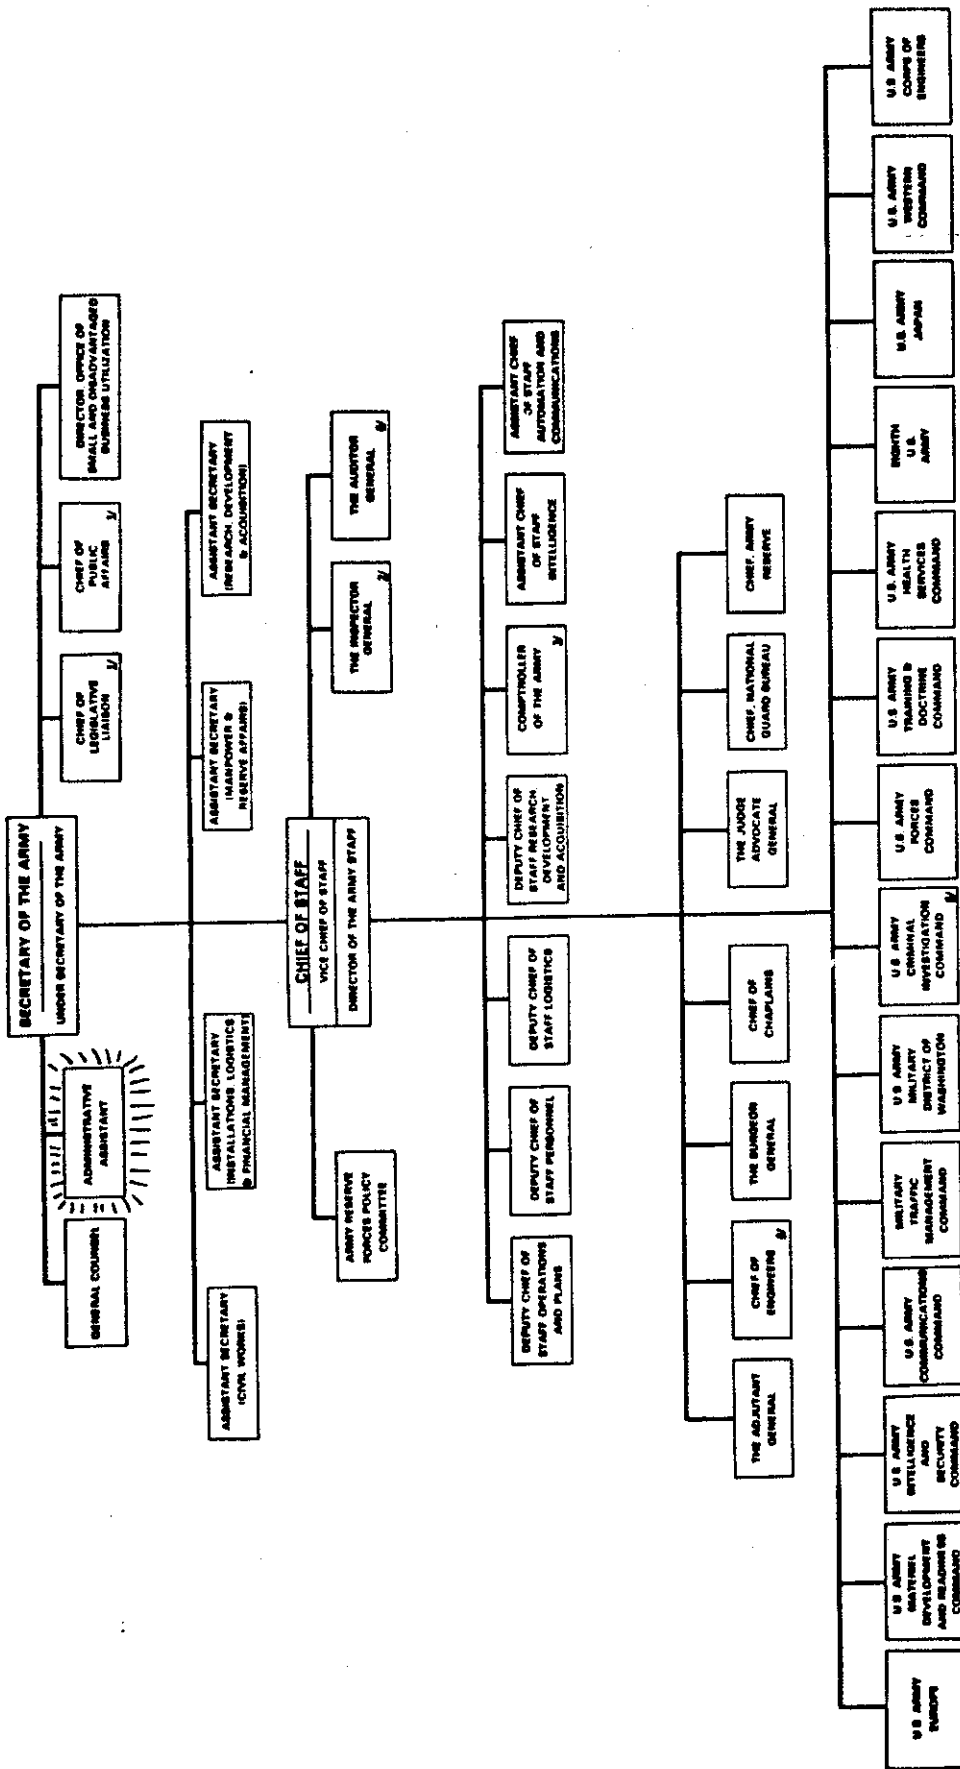 SECRETARY OF THE ARMY
UNDER SECRETARY OF THE ARMY
GENERAL COUNSEL
ADMINISTRATIVE
ASSISTANT
CHIEF OF
LEGISLATIVE
LIAISON
1/
CHIEF OF
PUBLIC
AFFAIRS
1/
DIRECTOR OFFICE OF
SMALL AND DISADVANTAGED
BUSINESS UTILIZATION
ASSISTANT SECRETARY
(CIVIL WORKS)
ASSISTANT SECRETARY
(INSTALLATIONS, LOGISTICS
& FINANCIAL MANAGEMENT)
ASSISTANT SECRETARY
(MANPOWER &
RESERVE AFFAIRS)
ASSISTANT SECRETARY
(RESEARCH, DEVELOPMENT
& ACQUISITION)
CHIEF OF STAFF
VICE CHIEF OF STAFF
DIRECTOR OF THE ARMY STAFF
ARMY RESERVE
FORCES POLICY
COMMITTEE
THE INSPECTOR
GENERAL
2/
THE AUDITOR
GENERAL
DEPUTY CHIEF OF
STAFF OPERATIONS
AND PLANS
DEPUTY CHIEF OF
STAFF PERSONNEL
DEPUTY CHIEF OF
STAFF LOGISTICS
DEPUTY CHIEF OF
STAFF RESEARCH,
DEVELOPMENT
AND ACQUISITION
COMPTROLLER
OF THE ARMY
3/
ASSISTANT CHIEF
OF STAFF
INTELLIGENCE
ASSISTANT CHIEF
OF STAFF
AUTOMATION AND
COMMUNICATIONS
THE ADJUTANT
GENERAL
CHIEF OF
ENGINEERS
THE SURGEON
GENERAL
CHIEF OF
CHAPLAINS
THE JUDGE
ADVOCATE
GENERAL
CHIEF, NATIONAL
GUARD BUREAU
CHIEF, ARMY
RESERVE
U S ARMY
EUROPE
U S ARMY
MATERIEL
DEVELOPMENT
AND READINESS
COMMAND
U S ARMY
INTELLIGENCE
AND
SECURITY
COMMAND
U.S. ARMY
COMMUNICATIONS
COMMAND
MILITARY
TRAFFIC
MANAGEMENT
COMMAND
U S ARMY
MILITARY
DISTRICT OF
WASHINGTON
U.S. ARMY
CRIMINAL
INVESTIGATION
COMMAND
U.S. ARMY
FORCES
COMMAND
U.S ARMY
TRAINING &
DOCTRINE
COMMAND
U.S. ARMY
HEALTH
SERVICES
COMMAND
EIGHTH
U.S.
ARMY
U.S. ARMY
JAPAN
U.S. ARMY
WESTERN
COMMAND
U.S ARMY
CORPS OF
ENGINEERS